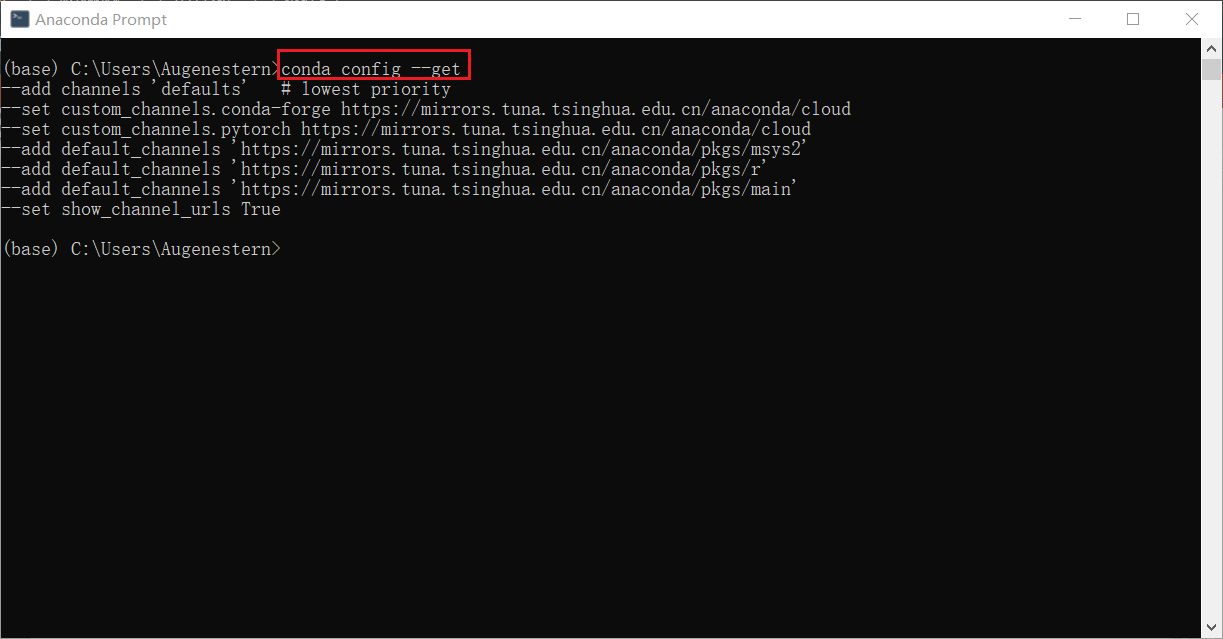 Anaconda Prompt
(base) C:\Users\Augenestern>conda config --get
--add channels 'defaults'   # lowest priority
--set custom_channels.conda-forge https://mirrors.tuna.tsinghua.edu.cn/anaconda/cloud
--set custom_channels.pytorch https://mirrors.tuna.tsinghua.edu.cn/anaconda/cloud
--add default_channels 'https://mirrors.tuna.tsinghua.edu.cn/anaconda/pkgs/msys2'
--add default_channels 'https://mirrors.tuna.tsinghua.edu.cn/anaconda/pkgs/r'
--add default_channels 'https://mirrors.tuna.tsinghua.edu.cn/anaconda/pkgs/main'
--set show_channel_urls True
(base) C:\Users\Augenestern>